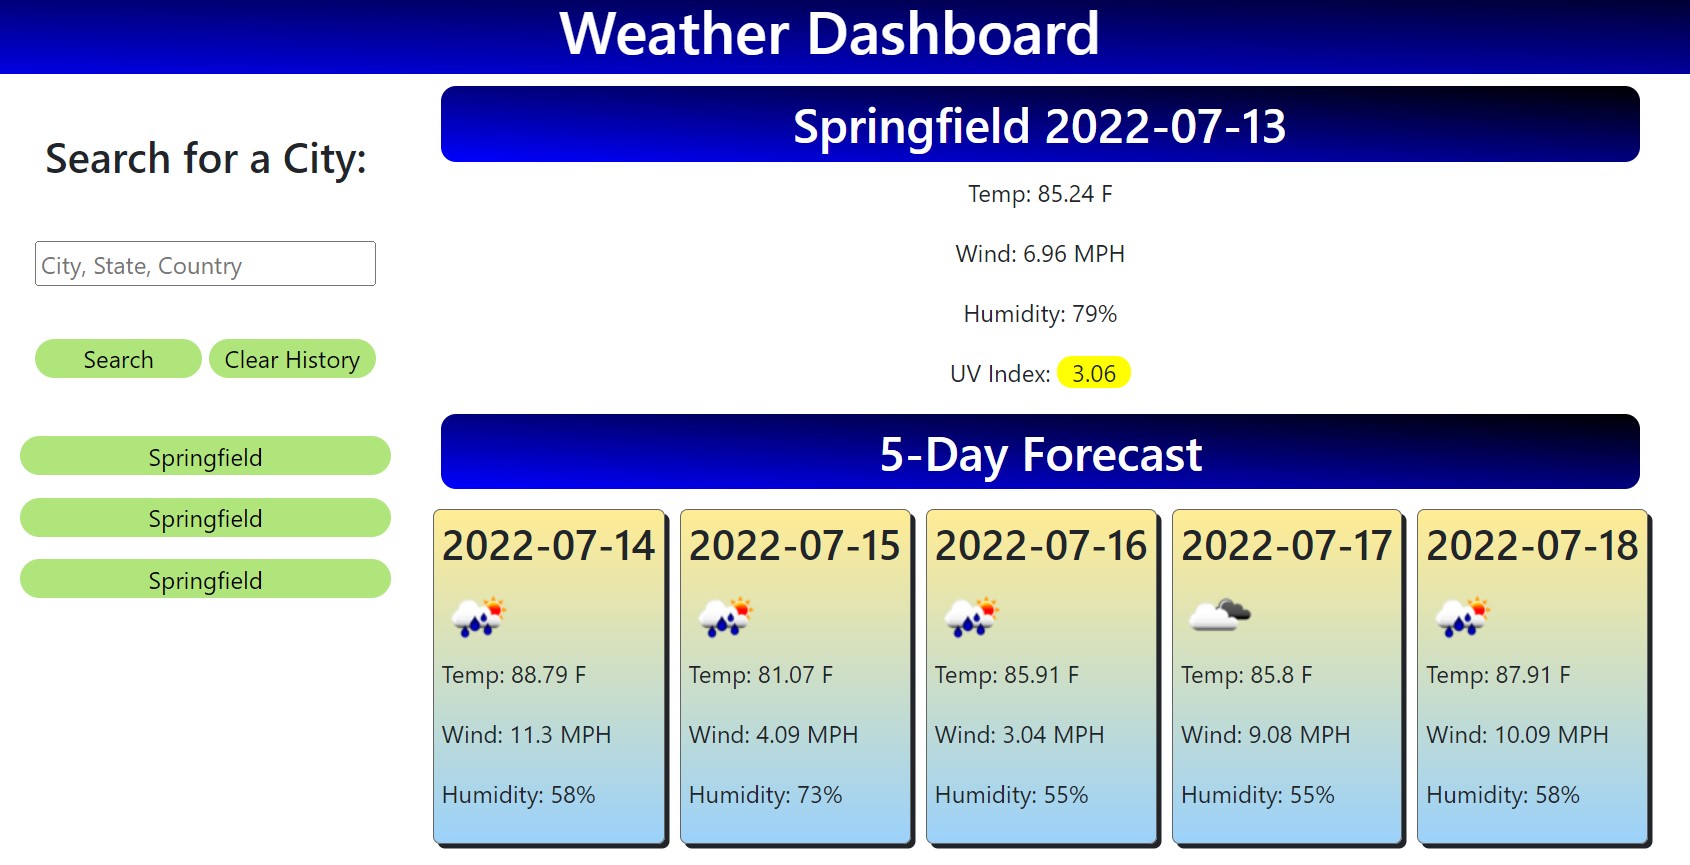 Weather Dashboard
Search for a City:
City, State, Country
Search
Clear History
Springfield
Springfield
Springfield
Springfield 2022-07-13
Temp: 85.24 F
Wind: 6.96 MPH
Humidity: 79%
UV Index: 3.06
5-Day Forecast
2022-07-14
Temp: 88.79 F
Wind: 11.3 MPH
Humidity: 58%
2022-07-15
Temp: 81.07 F
Wind: 4.09 MPH
Humidity: 73%
2022-07-16
Temp: 85.91 F
Wind: 3.04 MPH
Humidity: 55%
2022-07-17
Temp: 85.8 F
Wind: 9.08 MPH
Humidity: 55%
2022-07-18
Temp: 87.91 F
Wind: 10.09 MPH
Humidity: 58%